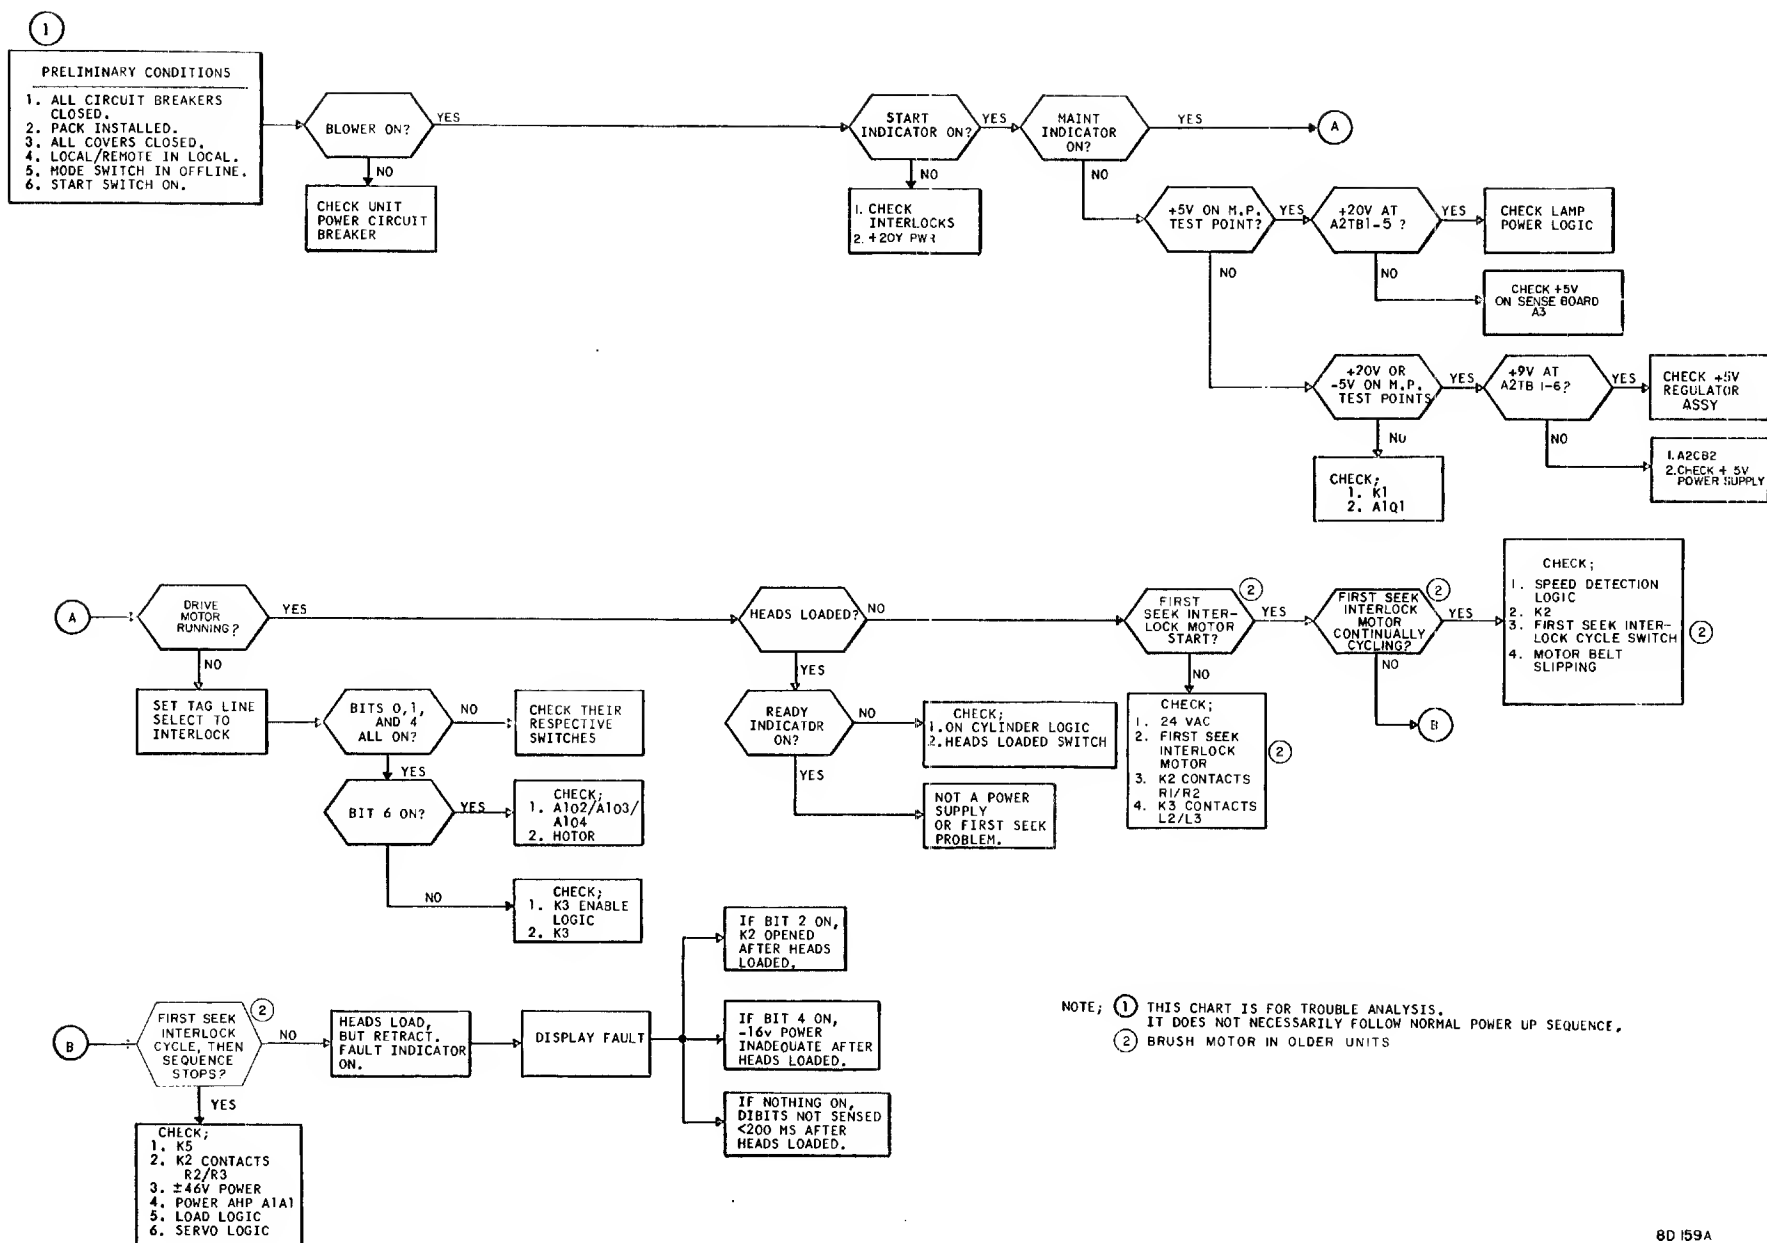 1
PRELIMINARY CONDITIONS
1. ALL CIRCUIT BREAKERS
CLOSED.
2. PACK INSTALLED.
3. ALL COVERS CLOSED.
4. LOCAL/REMOTE IN LOCAL.
5. MODE SWITCH IN OFFLINE.
6. START SWITCH ON.
BLOWER ON?
YES
NO
CHECK UNIT
POWER CIRCUIT
BREAKER
START
INDICATOR ON?
YES
NO
1. CHECK
INTERLOCKS
2. +20Y PWR
MAINT
INDICATOR
ON?
YES
A
NO
+5V ON M.P.
TEST POINT?
YES
+20V AT
A2TB1-5 ?
YES
CHECK LAMP
POWER LOGIC
NO
NO
CHECK +5V
ON SENSE BOARD
A3
+20V OR
-5V ON M.P.
TEST POINTS
YES
+9V AT
A2TB 1-6?
YES
CHECK +5V
REGULATOR
ASSY
NO
NO
1. A2CB2
2. CHECK + 5V
POWER SUPPLY
CHECK;
1. K1
2. A1Q1
A
DRIVE
MOTOR
RUNNING?
YES
HEADS LOADED?
NO
FIRST
SEEK INTER-
LOCK MOTOR
START?
2
YES
FIRST SEEK
INTERLOCK
MOTOR
CONTINUALLY
CYCLING?
2
YES
CHECK;
1. SPEED DETECTION
LOGIC
2. K2
3. FIRST SEEK INTER-
LOCK CYCLE SWITCH
4. MOTOR BELT
SLIPPING
2
NO
YES
NO
NO
SET TAG LINE
SELECT TO
INTERLOCK
BITS 0, 1,
AND 4
ALL ON?
NO
CHECK THEIR
RESPECTIVE
SWITCHES
READY
INDICATOR
ON?
NO
CHECK;
1. ON CYLINDER LOGIC
2. HEADS LOADED SWITCH
CHECK;
1. 24 VAC
2. FIRST SEEK
INTERLOCK
MOTOR
3. K2 CONTACTS
R1/R2
4. K3 CONTACTS
L2/L3
2
B
YES
YES
BIT 6 ON?
YES
CHECK;
1. A102/A103/
A104
2. MOTOR
NOT A POWER
SUPPLY
OR FIRST SEEK
PROBLEM.
NO
CHECK;
1. K3 ENABLE
LOGIC
2. K3
B
FIRST SEEK
INTERLOCK
CYCLE, THEN
SEQUENCE
STOPS?
2
NO
HEADS LOAD,
BUT RETRACT.
FAULT INDICATOR
ON.
DISPLAY FAULT
IF BIT 2 ON,
K2 OPENED
AFTER HEADS
LOADED.
IF BIT 4 ON,
-16v POWER
INADEQUATE AFTER
HEADS LOADED.
IF NOTHING ON,
DIBITS NOT SENSED
<200 MS AFTER
HEADS LOADED.
YES
CHECK;
1. K5
2. K2 CONTACTS
R2/R3
3. ±46V POWER
4. POWER AMP A1A1
5. LOAD LOGIC
6. SERVO LOGIC
NOTE; 1 THIS CHART IS FOR TROUBLE ANALYSIS.
IT DOES NOT NECESSARILY FOLLOW NORMAL POWER UP SEQUENCE.
2 BRUSH MOTOR IN OLDER UNITS
8D 159A